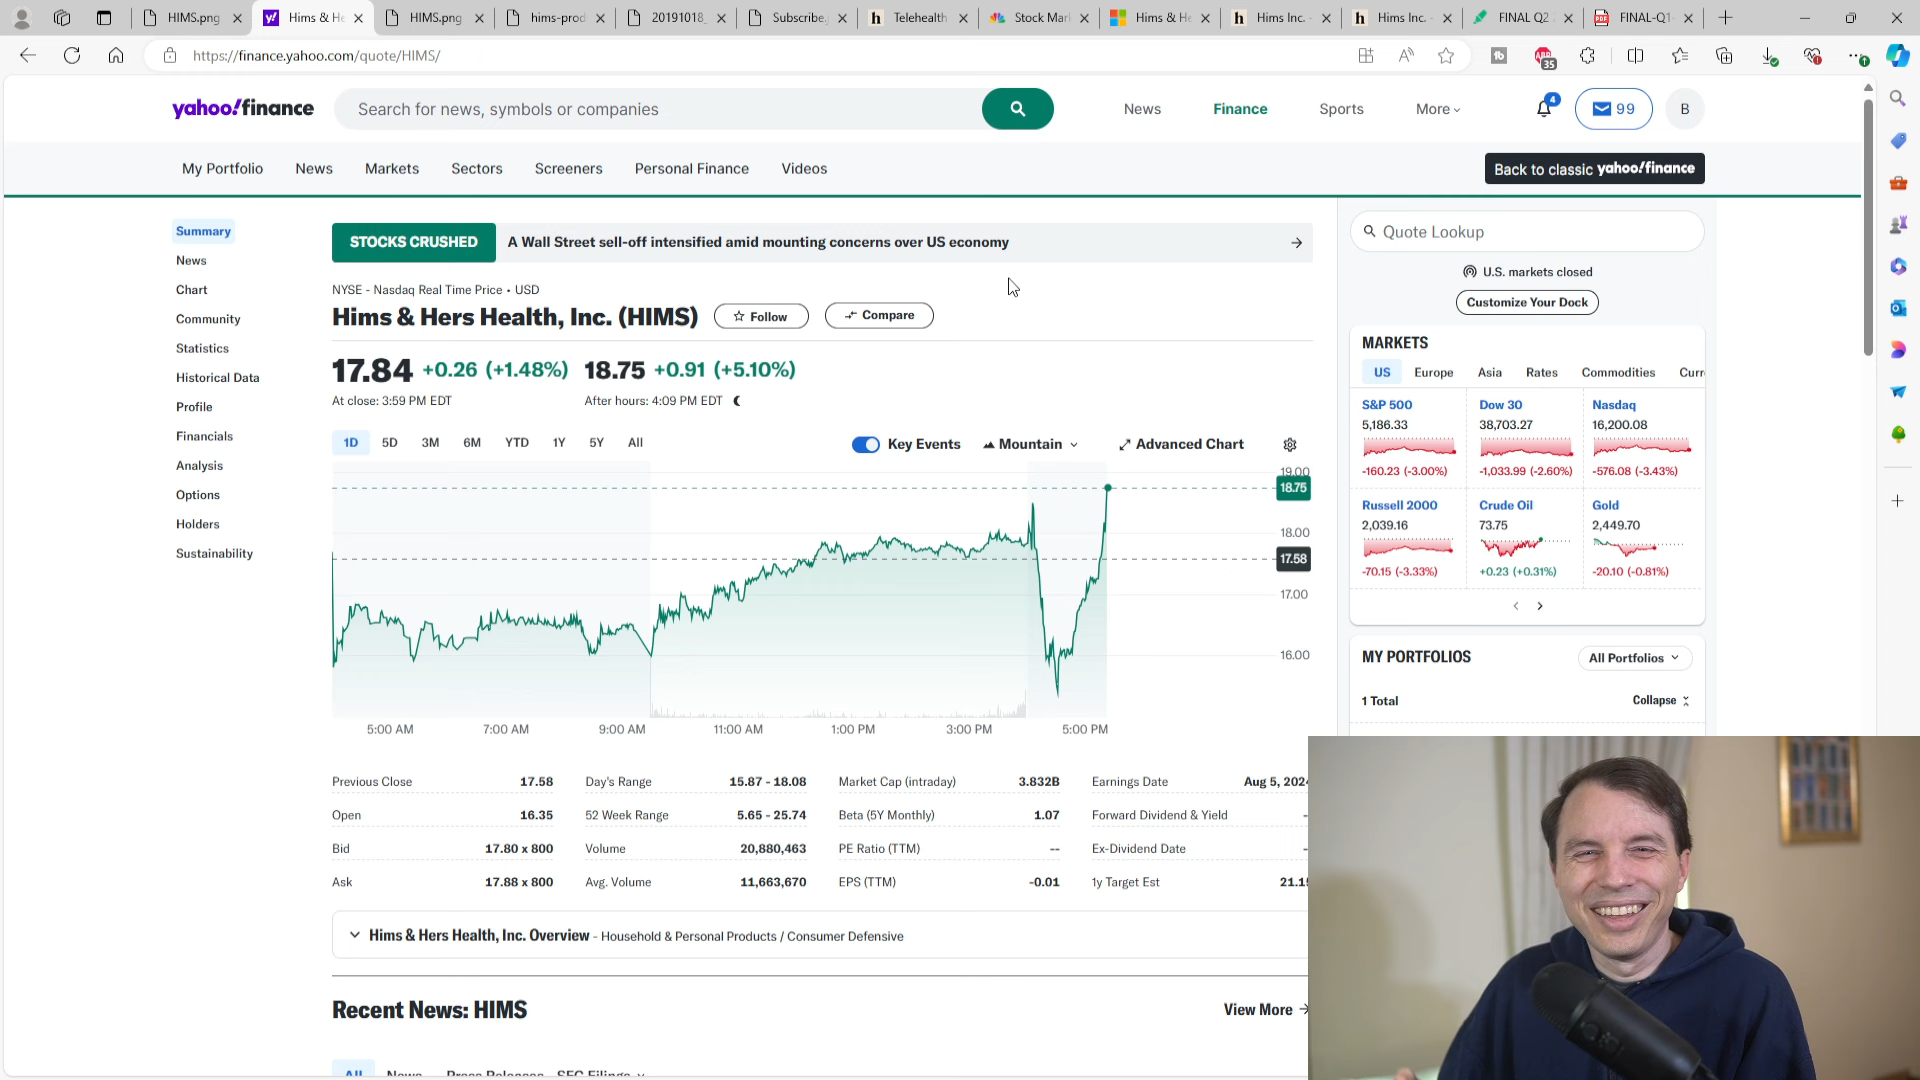 HIMS.png
Hims & He
HIMS.png
hims-prod
20191018_
Subscribe.j
Telehealth
Stock Mar
Hims & He
Hims Inc. -
Hims Inc. -
FINAL Q2
FINAL-Q1-
https://finance.yahoo.com/quote/HIMS/
35
yahoo!finance
Search for news, symbols or companies
News
Finance
Sports
More
4
99
B
My Portfolio
News
Markets
Sectors
Screeners
Personal Finance
Videos
Back to classic yahoo!finance
Summary
News
Chart
Community
Statistics
Historical Data
Profile
Financials
Analysis
Options
Holders
Sustainability
STOCKS CRUSHED
A Wall Street sell-off intensified amid mounting concerns over US economy
NYSE - Nasdaq Real Time Price • USD
Hims & Hers Health, Inc. (HIMS)
Follow
Compare
17.84 +0.26 (+1.48%)
18.75 +0.91 (+5.10%)
At close: 3:59 PM EDT
After hours: 4:09 PM EDT
1D 5D 3M 6M YTD 1Y 5Y All
Key Events
Mountain
Advanced Chart
19.00
18.75
18.00
17.58
17.00
16.00
5:00 AM 7:00 AM 9:00 AM 11:00 AM 1:00 PM 3:00 PM 5:00 PM
Previous Close 17.58
Day's Range 15.87 - 18.08
Market Cap (intraday) 3.832B
Earnings Date Aug 5, 2024
Open 16.35
52 Week Range 5.65 - 25.74
Beta (5Y Monthly) 1.07
Forward Dividend & Yield -
Bid 17.80 x 800
Volume 20,880,463
PE Ratio (TTM) --
Ex-Dividend Date -
Ask 17.88 x 800
Avg. Volume 11,663,670
EPS (TTM) -0.01
1y Target Est 21.15
Hims & Hers Health, Inc. Overview - Household & Personal Products / Consumer Defensive
Recent News: HIMS
View More
All News Press Releases SEC Filings
Quote Lookup
U.S. markets closed
Customize Your Dock
MARKETS
US Europe Asia Rates Commodities Curr
S&P 500 Dow 30 Nasdaq
5,186.33 38,703.27 16,200.08
-160.23 (-3.00%) -1,033.99 (-2.60%) -576.08 (-3.43%)
Russell 2000 Crude Oil Gold
2,039.16 73.75 2,449.70
-70.15 (-3.33%) +0.23 (+0.31%) -20.10 (-0.81%)
MY PORTFOLIOS
All Portfolios
1 Total
Collapse